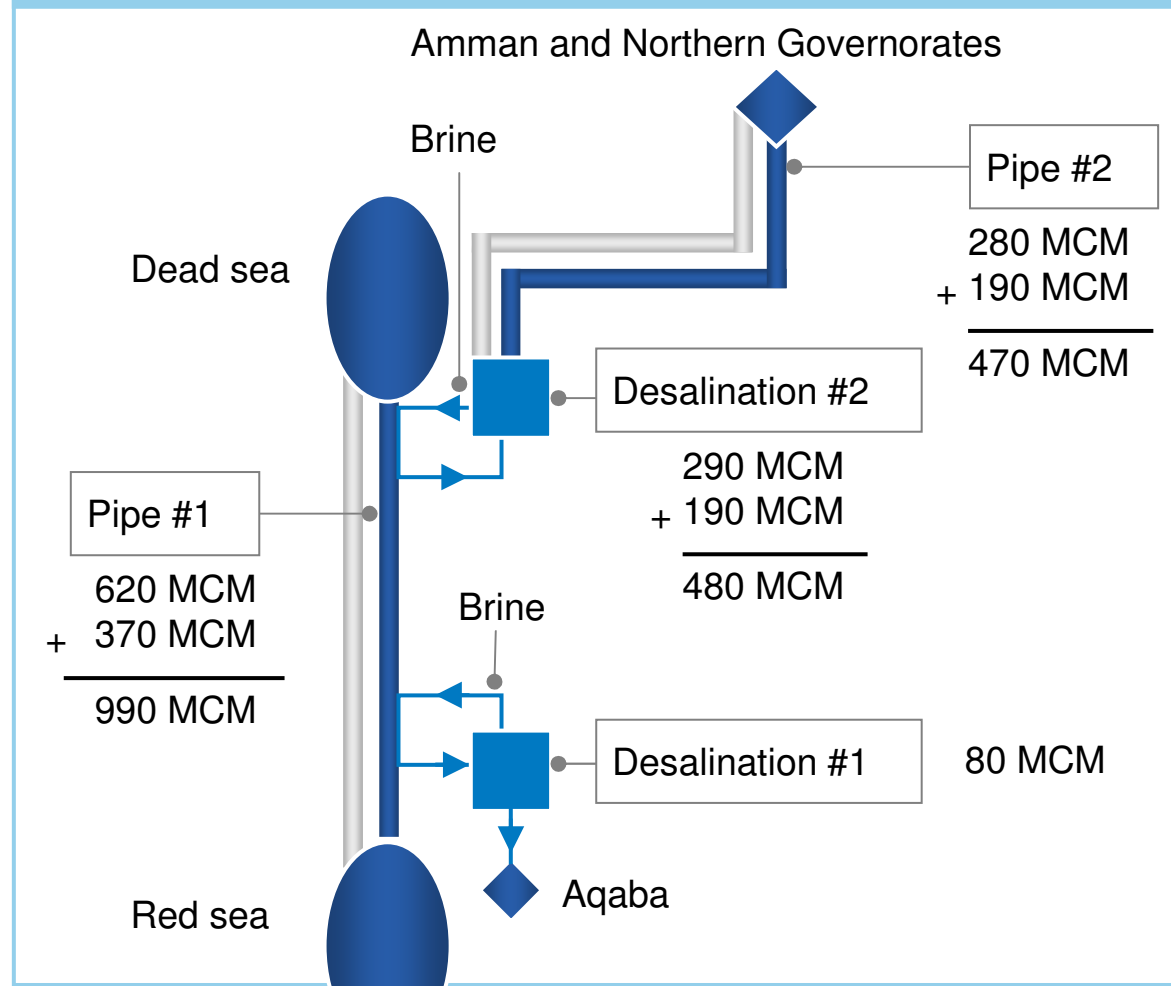 Amman and Northern Governorates
Brine
Pipe #2
280 MCM
+ 190 MCM
470 MCM
Dead sea
Desalination #2
290 MCM
+ 190 MCM
480 MCM
Pipe #1
620 MCM
+ 370 MCM
990 MCM
Brine
Desalination #1
80 MCM
Aqaba
Red sea